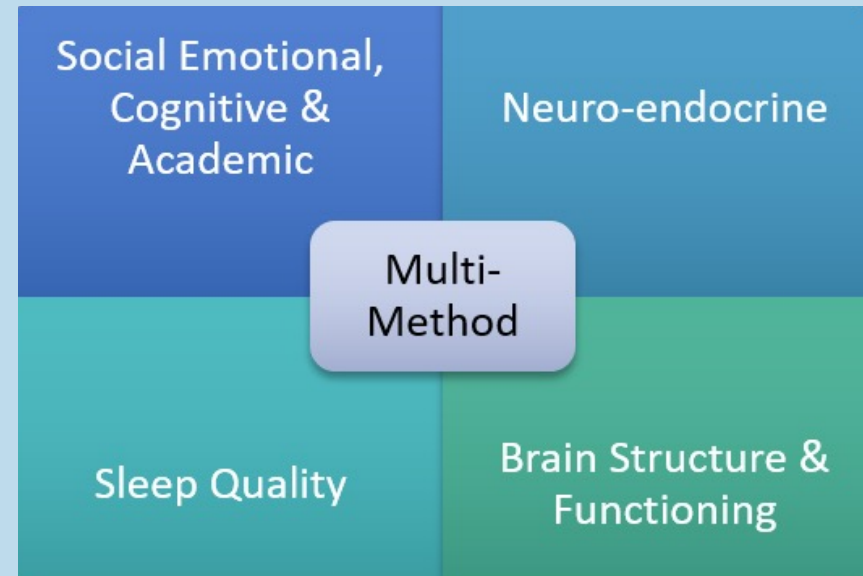 Social Emotional,
Cognitive &
Academic
Neuro-endocrine
Multi-
Method
Sleep Quality
Brain Structure &
Functioning